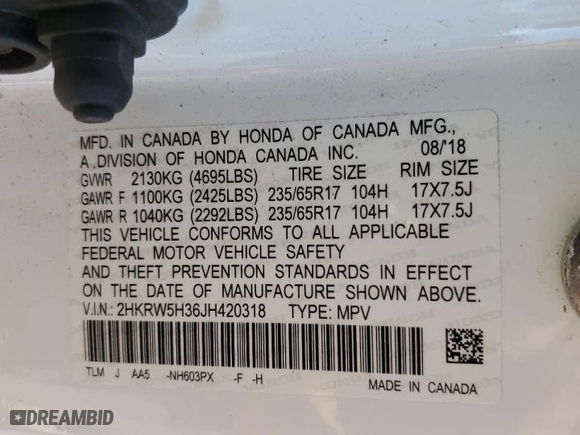 MFD. IN CANADA BY HONDA OF CANADA MFG.,
A DIVISION OF HONDA CANADA INC. 08/'18
GVWR 2130KG (4695LBS) TIRE SIZE RIM SIZE
GAWR F 1100KG (2425LBS) 235/65R17 104H 17X7.5J
GAWR R 1040KG (2292LBS) 235/65R17 104H 17X7.5J
THIS VEHICLE CONFORMS TO ALL APPLICABLE
FEDERAL MOTOR VEHICLE SAFETY
AND THEFT PREVENTION STANDARDS IN EFFECT
ON THE DATE OF MANUFACTURE SHOWN ABOVE.
V.I.N.: 2HKRW5H36JH420318 TYPE: MPV
TLM J AA5 -NH603PX -F -H
MADE IN CANADA
DREAMBID